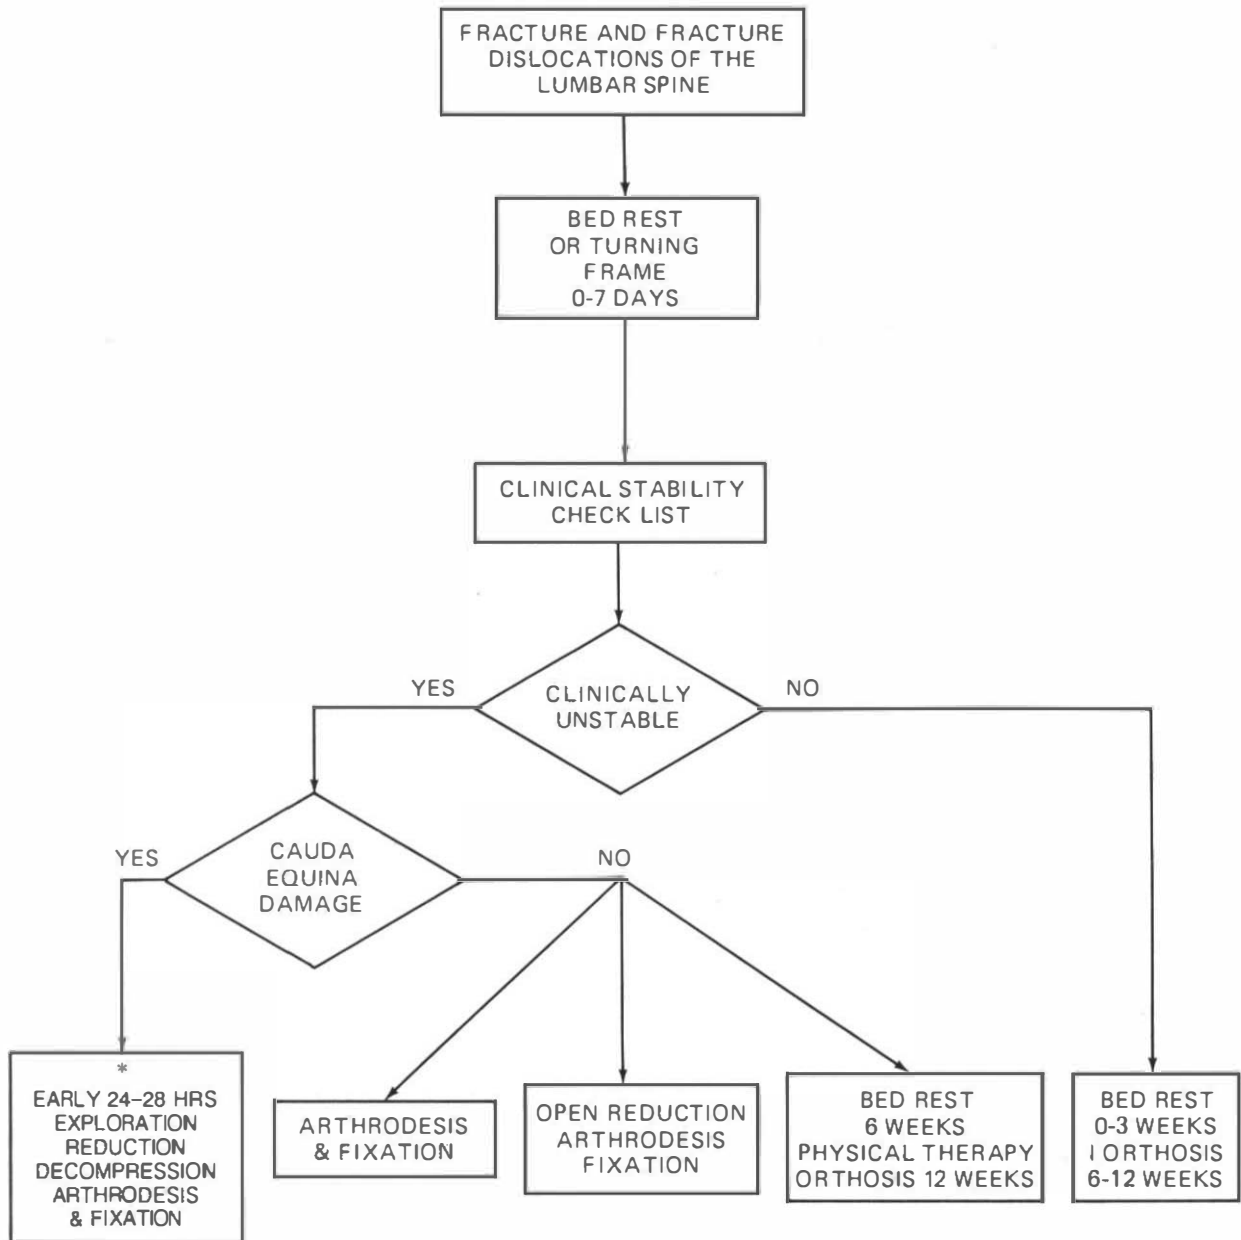 FRACTURE AND FRACTURE
DISLOCATIONS OF THE
LUMBAR SPINE
BED REST
OR TURNING
FRAME
0-7 DAYS
CLINICAL STABILITY
CHECK LIST
CLINICALLY
UNSTABLE
YES
NO
CAUDA
EQUINA
DAMAGE
YES
NO
*
EARLY 24–28 HRS
EXPLORATION
REDUCTION
DECOMPRESSION
ARTHRODESIS
& FIXATION
ARTHRODESIS
& FIXATION
OPEN REDUCTION
ARTHRODESIS
FIXATION
BED REST
6 WEEKS
PHYSICAL THERAPY
ORTHOSIS 12 WEEKS
BED REST
0-3 WEEKS
I ORTHOSIS
6-12 WEEKS